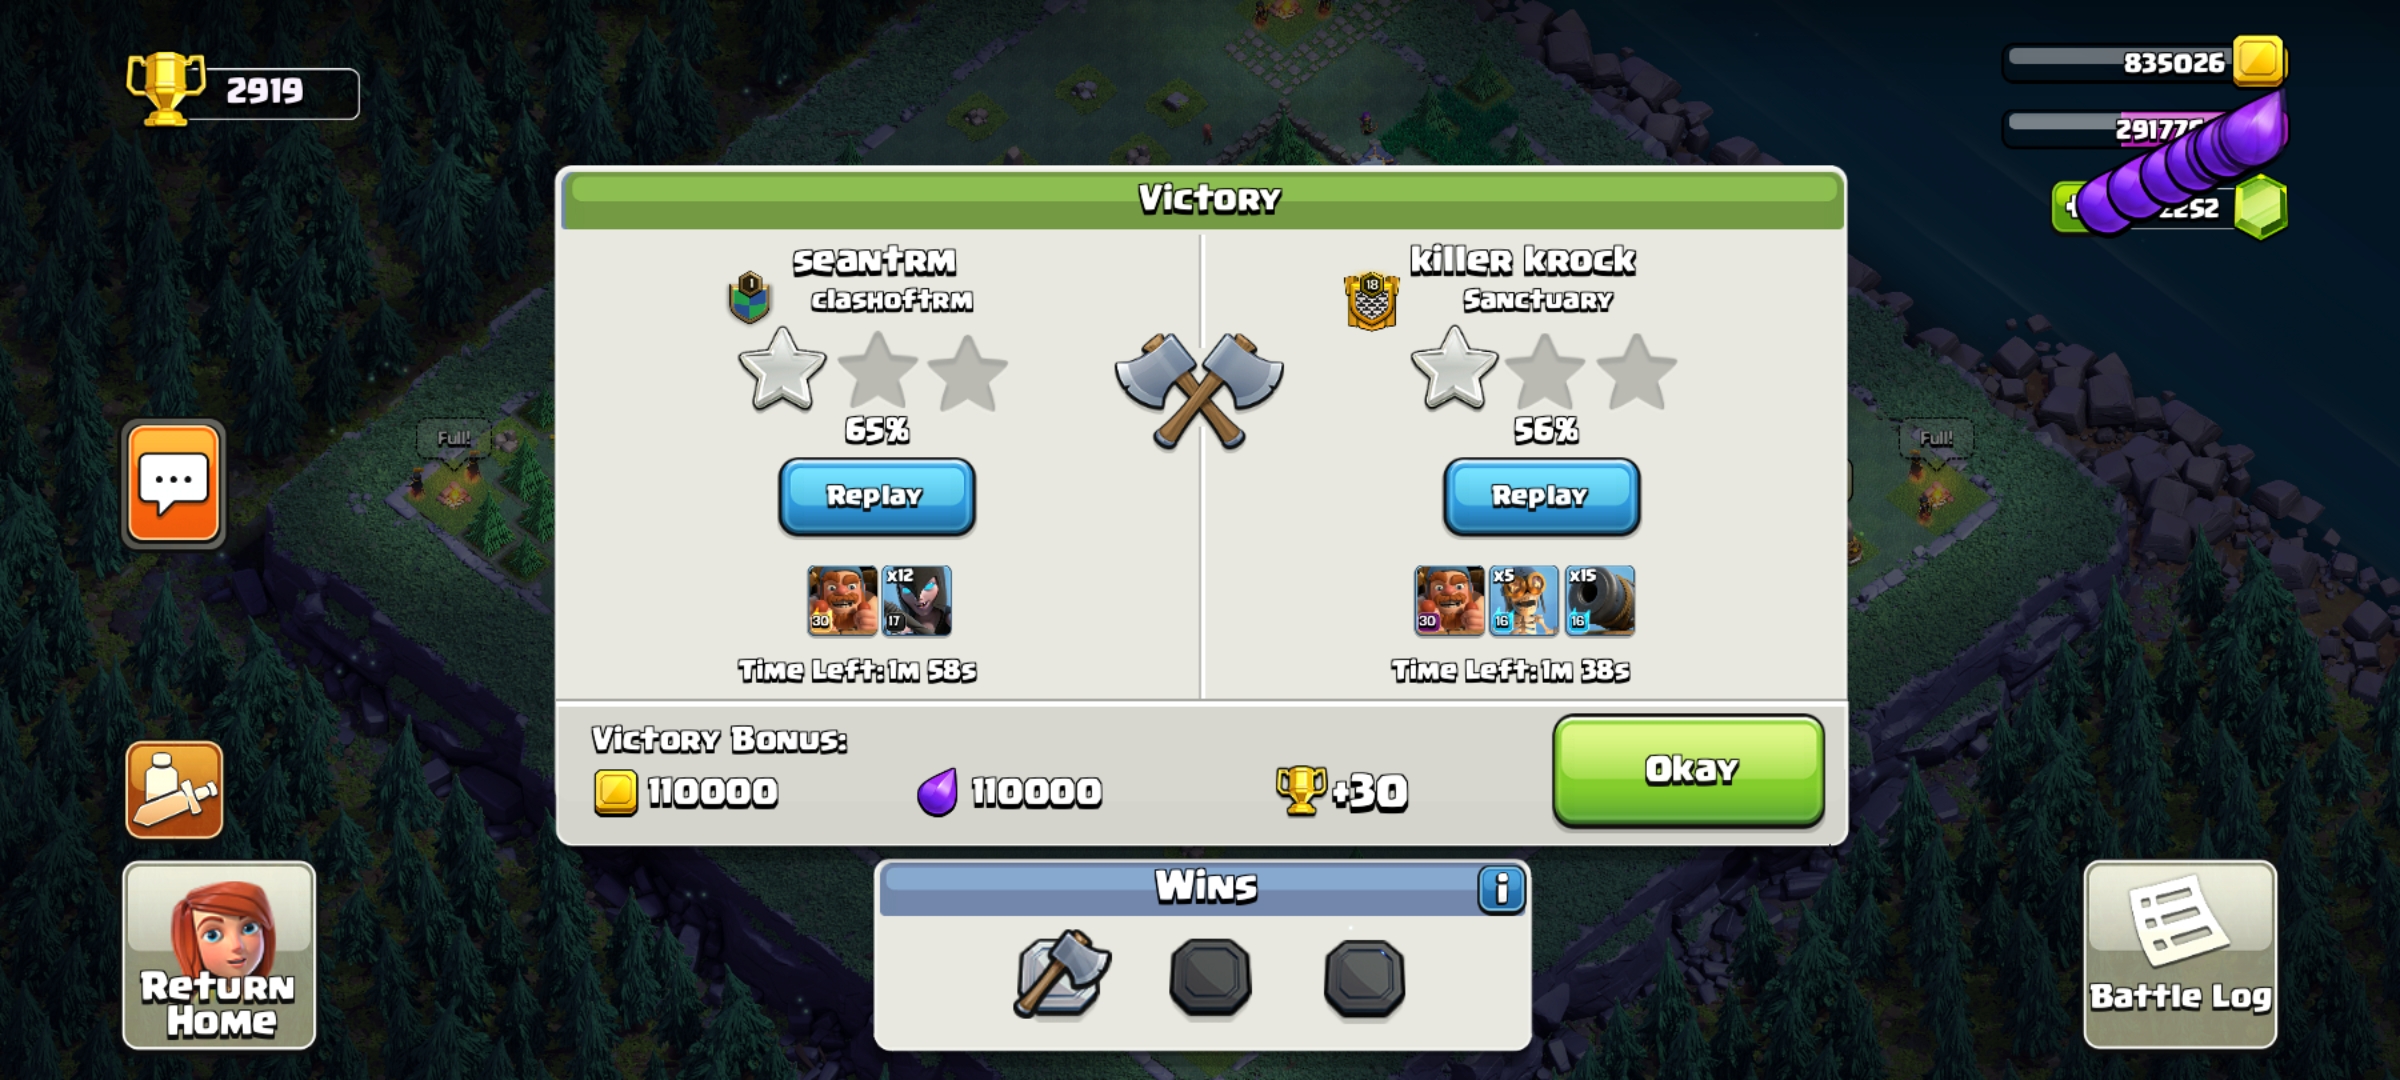 2919
835026
2252
Full!
Full!
Victory
seantrm
clashoftrm
1
65%
Replay
30
x12
17
Time Left: 1m 58s
killer krock
Sanctuary
18
56%
Replay
30
x5
16
x15
16
Time Left: 1m 38s
Victory Bonus:
110000
110000
+30
Okay
Wins
i
Return
Home
Battle Log